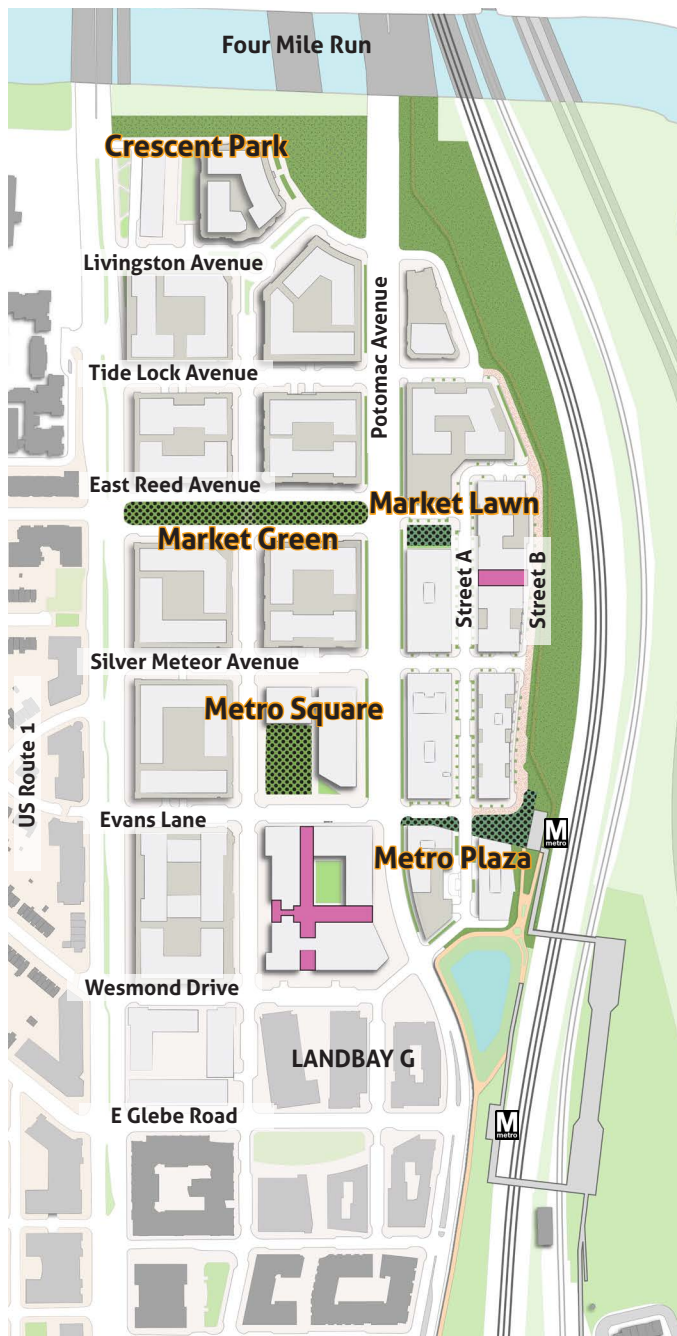 Four Mile Run
Crescent Park
Livingston Avenue
Potomac Avenue
Tide Lock Avenue
East Reed Avenue
Market Lawn
Market Green
Street A
Street B
Silver Meteor Avenue
Metro Square
US Route 1
Evans Lane
M
metro
Metro Plaza
Wesmond Drive
LANDBAY G
E Glebe Road
M
metro